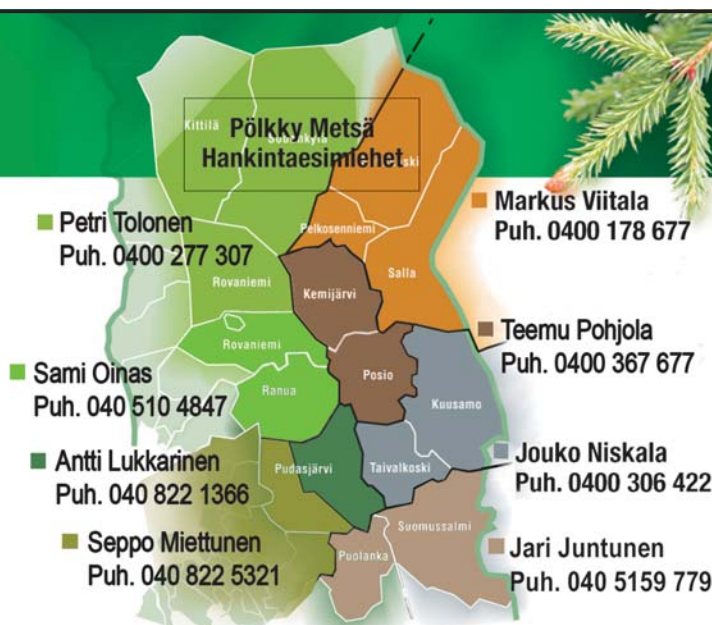 Pölkky Metsä
Hankintaesimiehet
Kittilä
Petri Tolonen
Puh. 0400 277 307
Sami Oinas
Puh. 040 510 4847
Antti Lukkarinen
Puh. 040 822 1366
Seppo Miettunen
Puh. 040 822 5321
Pelkosenniemi
Salla
Rovaniemi
Kemijärvi
Rovaniemi
Ranua
Posio
Kuusamo
Pudasjärvi
Taivalkoski
Suomussalmi
Puolanka
Markus Viitala
Puh. 0400 178 677
Teemu Pohjola
Puh. 0400 367 677
Jouko Niskala
Puh. 0400 306 422
Jari Juntunen
Puh. 040 5159 779